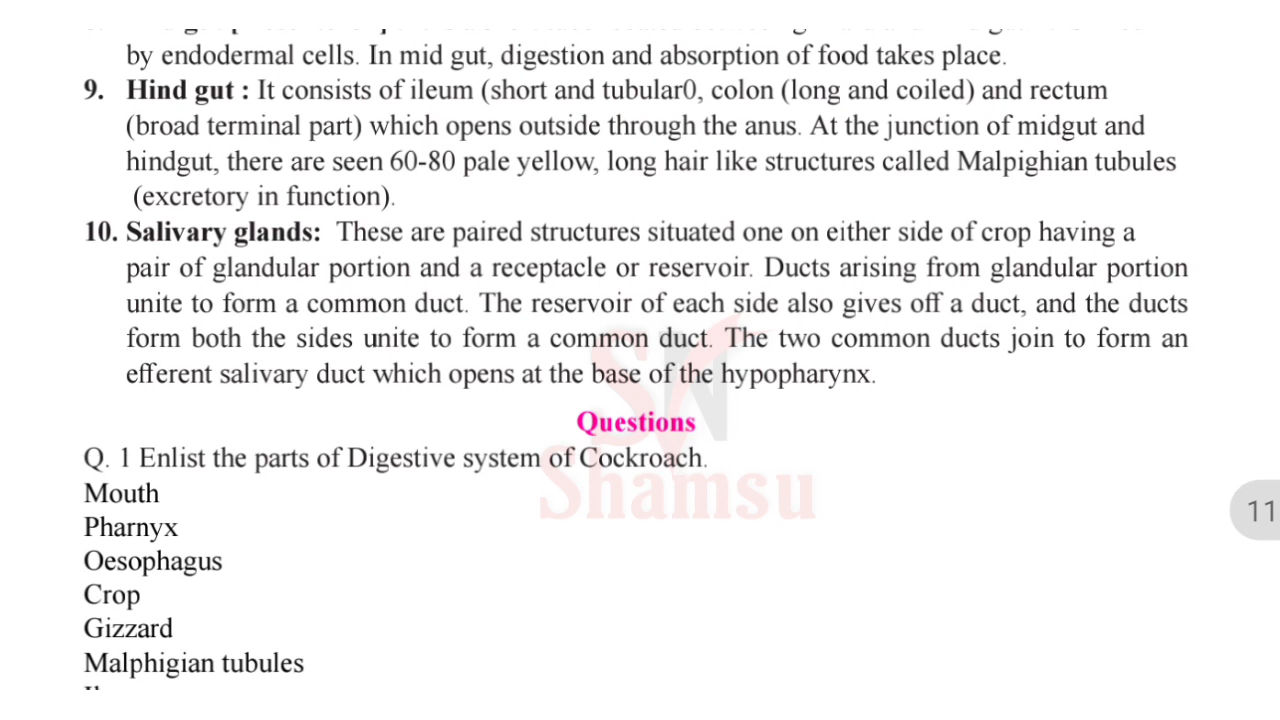 by endodermal cells. In mid gut, digestion and absorption of food takes place.
9. Hind gut : It consists of ileum (short and tubular0, colon (long and coiled) and rectum
(broad terminal part) which opens outside through the anus. At the junction of midgut and
hindgut, there are seen 60-80 pale yellow, long hair like structures called Malpighian tubules
(excretory in function).
10. Salivary glands: These are paired structures situated one on either side of crop having a
pair of glandular portion and a receptacle or reservoir. Ducts arising from glandular portion
unite to form a common duct. The reservoir of each side also gives off a duct, and the ducts
form both the sides unite to form a common duct. The two common ducts join to form an
efferent salivary duct which opens at the base of the hypopharynx.
Questions
Q. 1 Enlist the parts of Digestive system of Cockroach.
Shamsu
Mouth
11
Pharnyx
Oesophagus
Crop
Gizzard
Malphigian tubules